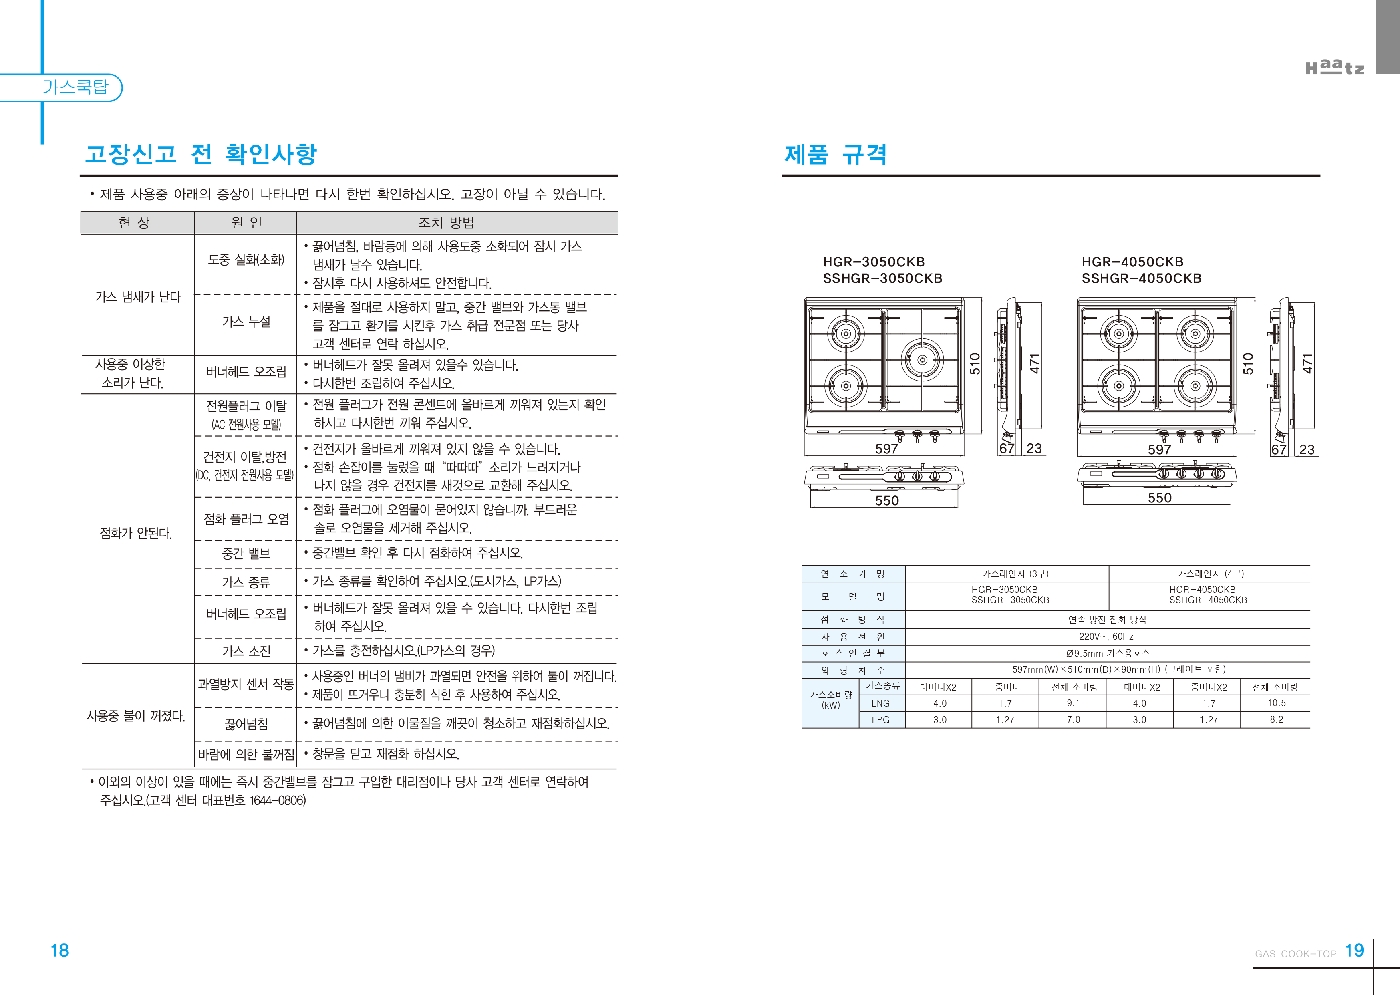 가스쿡탑
Haatz
고장신고 전 확인사항
• 제품 사용중 아래의 증상이 나타나면 다시 한번 확인하십시오. 고장이 아닐 수 있습니다.
현 상 원 인 조치 방법
가스 냄새가 난다
도중 실화(소화)
• 끓어넘침, 바람등에 의해 사용도중 소화되어 잠시 가스
냄새가 날수 있습니다.
• 잠시후 다시 사용하셔도 안전합니다.
가스 누설
• 제품을 절대로 사용하지 말고, 중간 밸브와 가스통 밸브
를 잠그고 환기를 시킨후 가스 취급 전문점 또는 당사
고객 센터로 연락 하십시오.
사용중 이상한
소리가 난다.
버너헤드 오조립
• 버너헤드가 잘못 올려져 있을수 있습니다.
• 다시한번 조립하여 주십시오.
점화가 안된다.
전원플러그 이탈
(AC 전원사용 모델)
• 전원 플러그가 전원 콘센트에 올바르게 끼워져 있는지 확인
하시고 다시한번 끼워 주십시오.
건전지 이탈,방전
(DC, 건전지 전원사용 모델)
• 건전지가 올바르게 끼워져 있지 않을 수 있습니다.
• 점화 손잡이를 눌렀을 때 “따따따” 소리가 느려지거나
나지 않을 경우 건전지를 새것으로 교환해 주십시오.
점화 플러그 오염
• 점화 플러그에 오염물이 묻어있지 않습니까. 부드러운
솔로 오염물을 제거해 주십시오.
중간 밸브
• 중간밸브 확인 후 다시 점화하여 주십시오.
가스 종류
• 가스 종류를 확인하여 주십시오.(도시가스, LP가스)
버너헤드 오조립
• 버너헤드가 잘못 올려져 있을 수 있습니다. 다시한번 조립
하여 주십시오.
가스 소진
• 가스를 충전하십시오.(LP가스의 경우)
사용중 불이 꺼졌다.
과열방지 센서 작동
• 사용중인 버너의 냄비가 과열되면 안전을 위하여 불이 꺼집니다.
• 제품이 뜨거우니 충분히 식힌 후 사용하여 주십시오.
끓어넘침
• 끓어넘침에 의한 이물질을 깨끗이 청소하고 재점화하십시오.
바람에 의한 불꺼짐
• 창문을 닫고 재점화 하십시오.
• 이외의 이상이 있을 때에는 즉시 중간밸브를 잠그고 구입한 대리점이나 당사 고객 센터로 연락하여
주십시오.(고객 센터 대표번호 1644-0806)
18
제품 규격
HGR-3050CKB
SSHGR-3050CKB
510
471
597
67 23
550
HGR-4050CKB
SSHGR-4050CKB
510
471
597
67 23
550
연 소 기 명 가스레인지 (3구) 가스레인지 (4구)
모 델 명
HGR-3050CKB
SSHGR-3050CKB
HGR-4050CKB
SSHGR-4050CKB
점 화 방 식 연속 방전 점화 방식
사 용 전 원 220V~, 60Hz
호 스 연 결 부 Ø9.5mm 가스용호스
외 형 치 수 597mm(W)×510mm(D)×90mm(H) (그레이트 포함)
가스소비량
(kW)
가스종류 대버너X2 중버너 전체 소비량 대버너X2 중버너X2 전체 소비량
LNG 4.0 1.7 9.1 4.0 1.7 10.5
LPG 3.0 1.27 7.0 3.0 1.27 8.2
GAS COOK-TOP 19